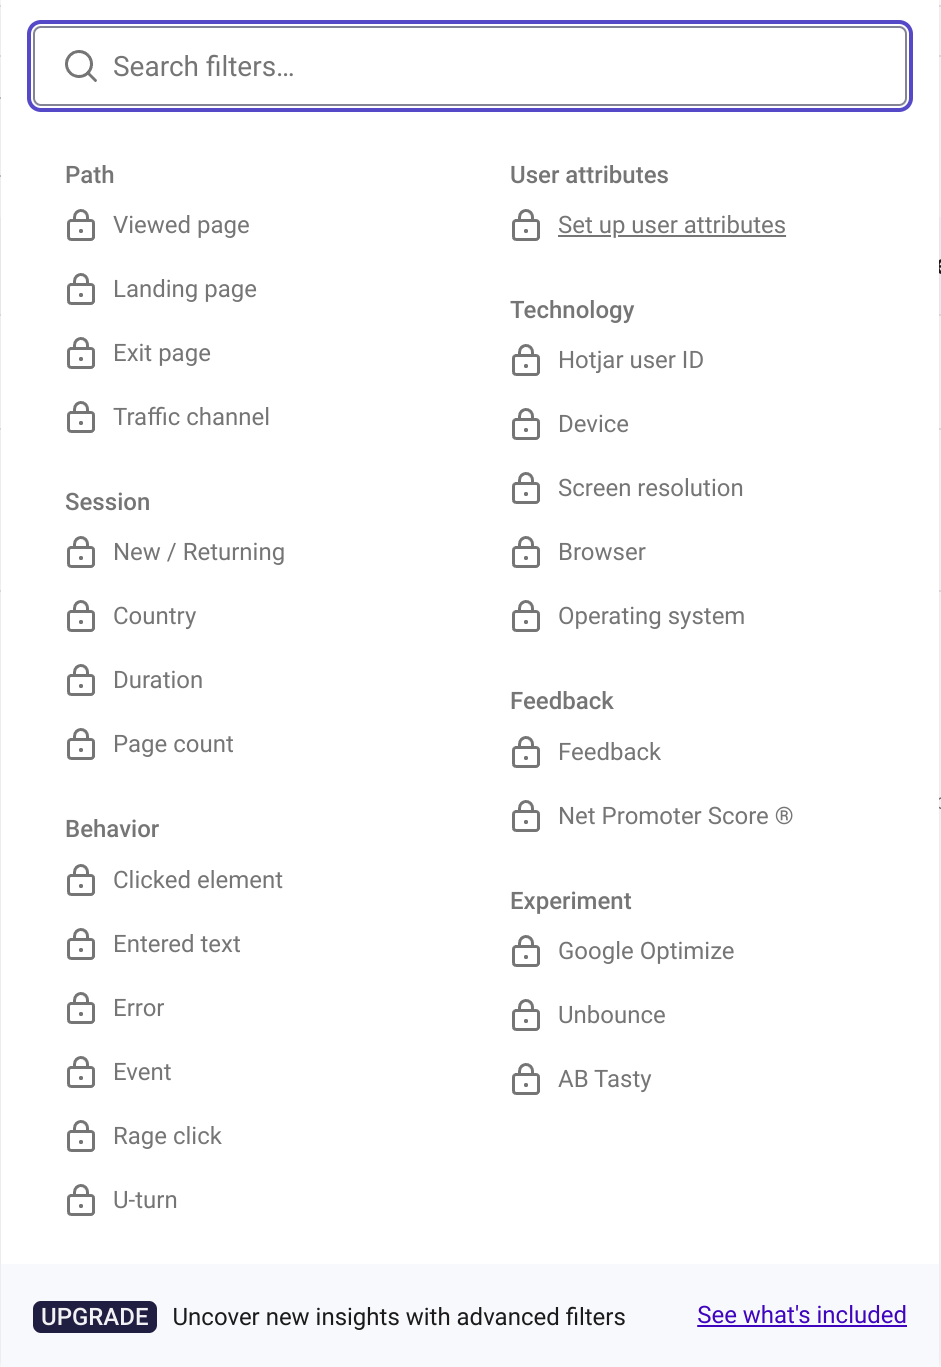 Search filters...
Path
Viewed page
Landing page
Exit page
Traffic channel
Session
New / Returning
Country
Duration
Page count
Behavior
Clicked element
Entered text
Error
Event
Rage click
U-turn
User attributes
Set up user attributes
Technology
Hotjar user ID
Device
Screen resolution
Browser
Operating system
Feedback
Feedback
Net Promoter Score ®
Experiment
Google Optimize
Unbounce
AB Tasty
UPGRADE Uncover new insights with advanced filters See what's included